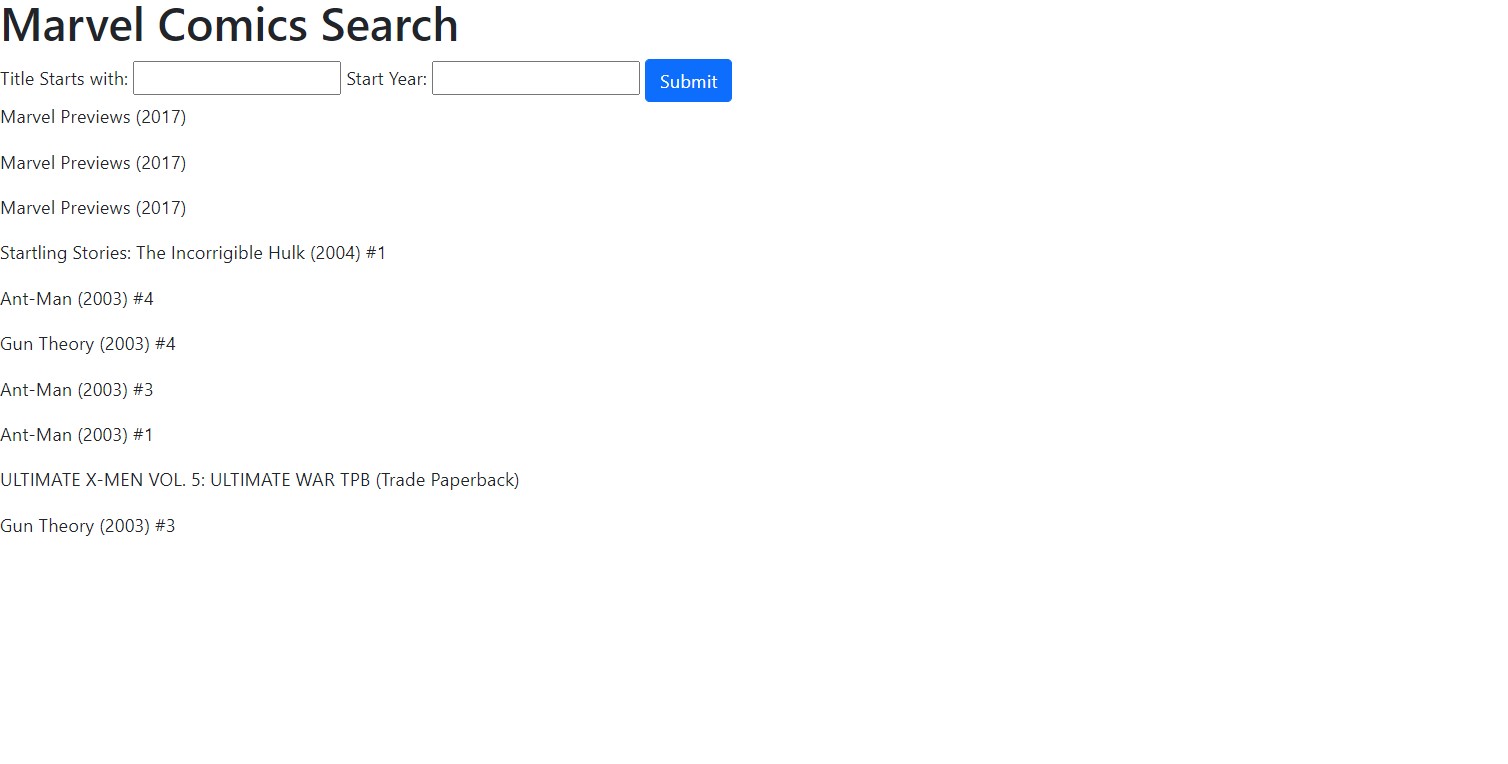 Marvel Comics Search
Title Starts with: Start Year: Submit
Marvel Previews (2017)
Marvel Previews (2017)
Marvel Previews (2017)
Startling Stories: The Incorrigible Hulk (2004) #1
Ant-Man (2003) #4
Gun Theory (2003) #4
Ant-Man (2003) #3
Ant-Man (2003) #1
ULTIMATE X-MEN VOL. 5: ULTIMATE WAR TPB (Trade Paperback)
Gun Theory (2003) #3